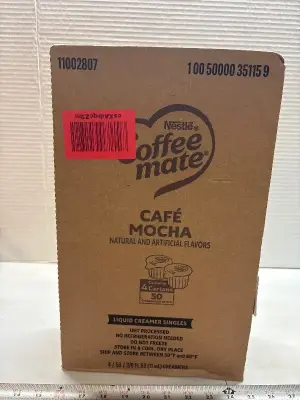 11002807
1 00 50000 35115 9
Nestlé
Coffee
mate®
CAFÉ
MOCHA
NATURAL AND ARTIFICIAL FLAVORS
4 Cartons
50
LIQUID CREAMER SINGLES
UHT PROCESSED
NO REFRIGERATION NEEDED
DO NOT FREEZE
STORE IN A COOL, DRY PLACE